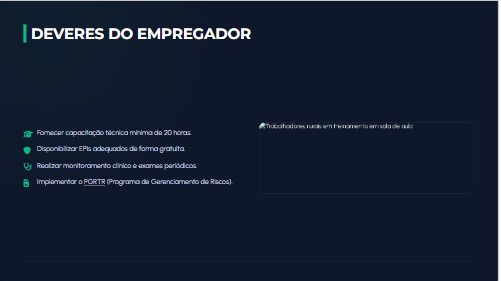 DEVERES DO EMPREGADOR
Fornecer capacitação técnica mínima de 20 horas.
Disponibilizar EPIs adequados de forma gratuita.
Realizar monitoramento clínico e exames periódicos.
Implementar o PGRTR (Programa de Gerenciamento de Riscos).
Trabalhadores rurais em treinamento em sala de aula